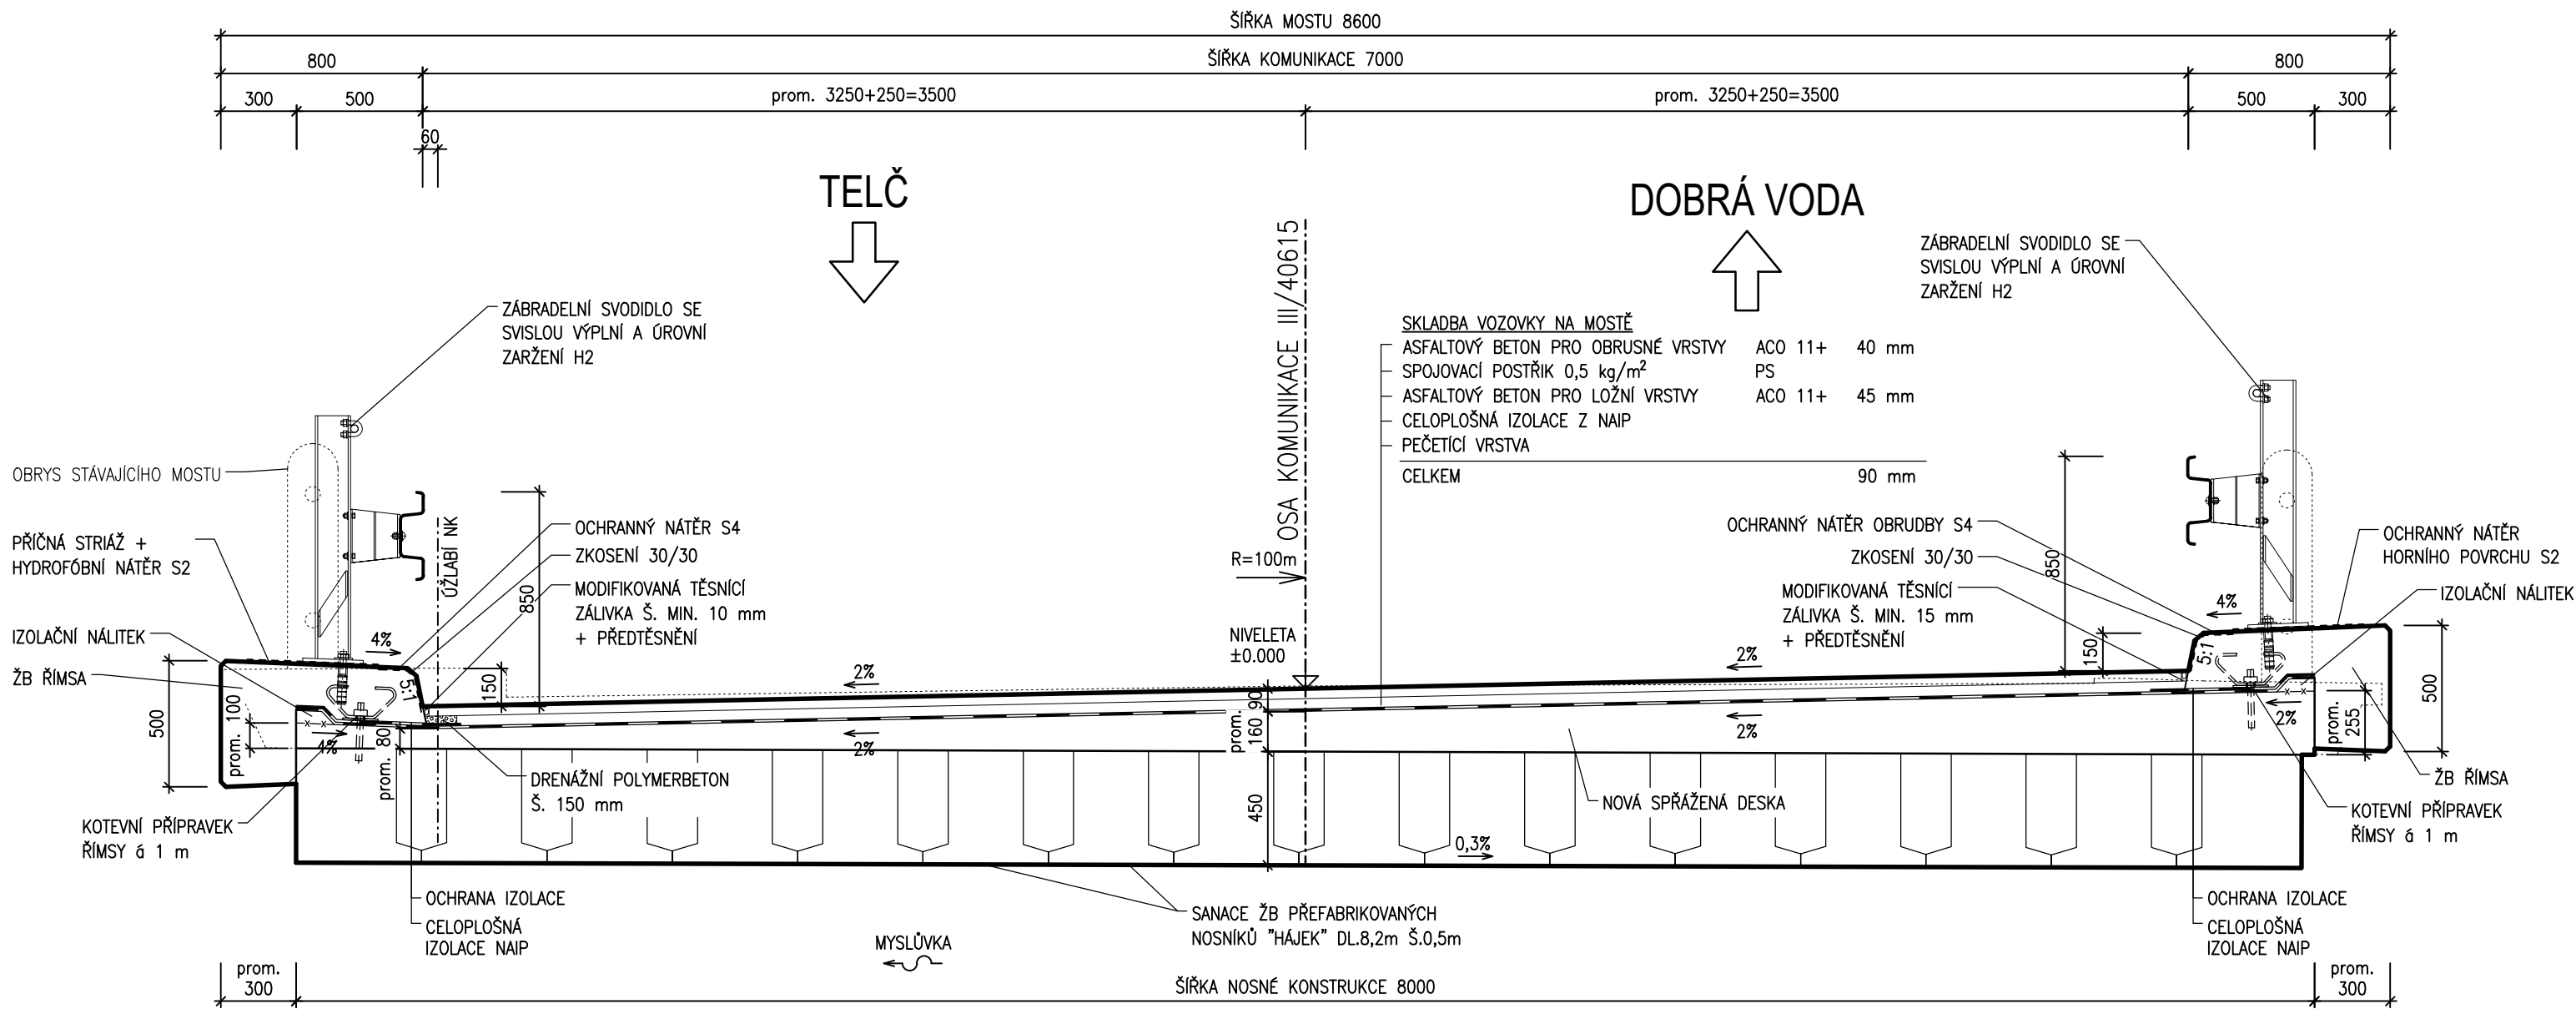 ŠÍŘKA MOSTU 8600
800
ŠÍŘKA KOMUNIKACE 7000
800
300
500
prom. 3250+250=3500
prom. 3250+250=3500
500
300
60
TELČ
DOBRÁ VODA
OSA KOMUNIKACE III/40615
ZÁBRADELNÍ SVODIDLO SE
SVISLOU VÝPLNÍ A ÚROVNÍ
ZARŽENÍ H2
ZÁBRADELNÍ SVODIDLO SE
SVISLOU VÝPLNÍ A ÚROVNÍ
ZARŽENÍ H2
SKLADBA VOZOVKY NA MOSTĚ
ASFALTOVÝ BETON PRO OBRUSNÉ VRSTVY ACO 11+ 40 mm
SPOJOVACÍ POSTŘIK 0,5 kg/m² PS
ASFALTOVÝ BETON PRO LOŽNÍ VRSTVY ACO 11+ 45 mm
CELOPLOŠNÁ IZOLACE Z NAIP
PEČETÍCÍ VRSTVA
CELKEM 90 mm
OBRYS STÁVAJÍCÍHO MOSTU
PŘÍČNÁ STRIÁŽ +
HYDROFÓBNÍ NÁTĚR S2
IZOLAČNÍ NÁLITEK
ŽB ŘÍMSA
ÚŽLABÍ NK
OCHRANNÝ NÁTĚR S4
ZKOSENÍ 30/30
MODIFIKOVANÁ TĚSNÍCÍ
ZÁLIVKA Š. MIN. 10 mm
+ PŘEDTĚSNĚNÍ
850
R=100m
NIVELETA
±0.000
OCHRANNÝ NÁTĚR OBRUDBY S4
ZKOSENÍ 30/30
MODIFIKOVANÁ TĚSNÍCÍ
ZÁLIVKA Š. MIN. 15 mm
+ PŘEDTĚSNĚNÍ
850
OCHRANNÝ NÁTĚR
HORNÍHO POVRCHU S2
IZOLAČNÍ NÁLITEK
4%
4%
5:1
150
2%
2%
150
5:1
500
prom. 100
4%
prom. 80
2%
prom.
160 90
2%
2%
prom.
255
500
DRENÁŽNÍ POLYMERBETON
Š. 150 mm
450
0,3%
NOVÁ SPŘÁŽENÁ DESKA
ŽB ŘÍMSA
KOTEVNÍ PŘÍPRAVEK
ŘÍMSY á 1 m
KOTEVNÍ PŘÍPRAVEK
ŘÍMSY á 1 m
OCHRANA IZOLACE
CELOPLOŠNÁ
IZOLACE NAIP
SANACE ŽB PŘEFABRIKOVANÝCH
NOSNÍKŮ "HÁJEK" DL.8,2m Š.0,5m
OCHRANA IZOLACE
CELOPLOŠNÁ
IZOLACE NAIP
MYSLŮVKA
prom.
300
ŠÍŘKA NOSNÉ KONSTRUKCE 8000
prom.
300